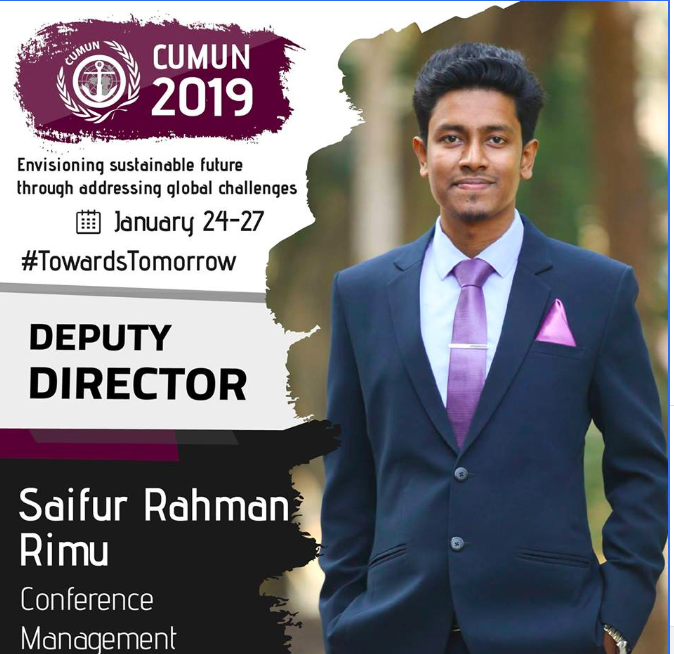 CUMUN
CUMUN
2019
Envisioning sustainable future
through addressing global challenges
January 24-27
#TowardsTomorrow
DEPUTY
DIRECTOR
Saifur Rahman
Rimu
Conference
Management